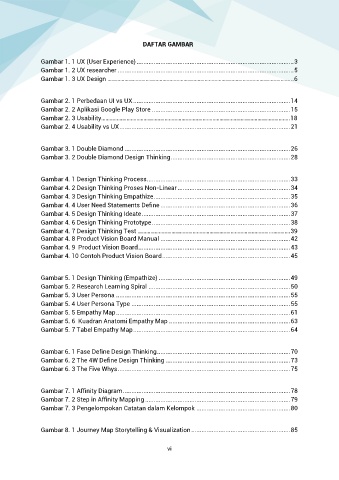 DAFTAR GAMBAR
Gambar 1. 1 UX (User Experience) ........ 3
Gambar 1. 2 UX researcher ........ 5
Gambar 1. 3 UX Design ........ 6
Gambar 2. 1 Perbedaan UI vs UX ........ 14
Gambar 2. 2 Aplikasi Google Play Store ........ 15
Gambar 2. 3 Usability ........ 18
Gambar 2. 4 Usability vs UX ........ 21
Gambar 3. 1 Double Diamond ........ 26
Gambar 3. 2 Double Diamond Design Thinking ........ 28
Gambar 4. 1 Design Thinking Process ........ 33
Gambar 4. 2 Design Thinking Proses Non-Linear ........ 34
Gambar 4. 3 Design Thinking Empathize ........ 35
Gambar 4. 4 User Need Statements Define ........ 36
Gambar 4. 5 Design Thinking Ideate ........ 37
Gambar 4. 6 Design Thinking Prototype ........ 38
Gambar 4. 7 Design Thinking Test ........ 39
Gambar 4. 8 Product Vision Board Manual ........ 42
Gambar 4. 9 Product Vision Board ........ 43
Gambar 4. 10 Contoh Product Vision Board ........ 45
Gambar 5. 1 Design Thinking (Empathize) ........ 49
Gambar 5. 2 Research Learning Spiral ........ 50
Gambar 5. 3 User Persona ........ 55
Gambar 5. 4 User Persona Type ........ 55
Gambar 5. 5 Empathy Map ........ 61
Gambar 5. 6 Kuadran Anatomi Empathy Map ........ 63
Gambar 5. 7 Tabel Empathy Map ........ 64
Gambar 6. 1 Fase Define Design Thinking ........ 70
Gambar 6. 2 The 4W Define Design Thinking ........ 73
Gambar 6. 3 The Five Whys ........ 75
Gambar 7. 1 Affinity Diagram ........ 78
Gambar 7. 2 Step In Affinity Mapping ........ 79
Gambar 7. 3 Pengelompokan Catatan dalam Kelompok ........ 80
Gambar 8. 1 Journey Map Storytelling & Visualization ........ 85
vi